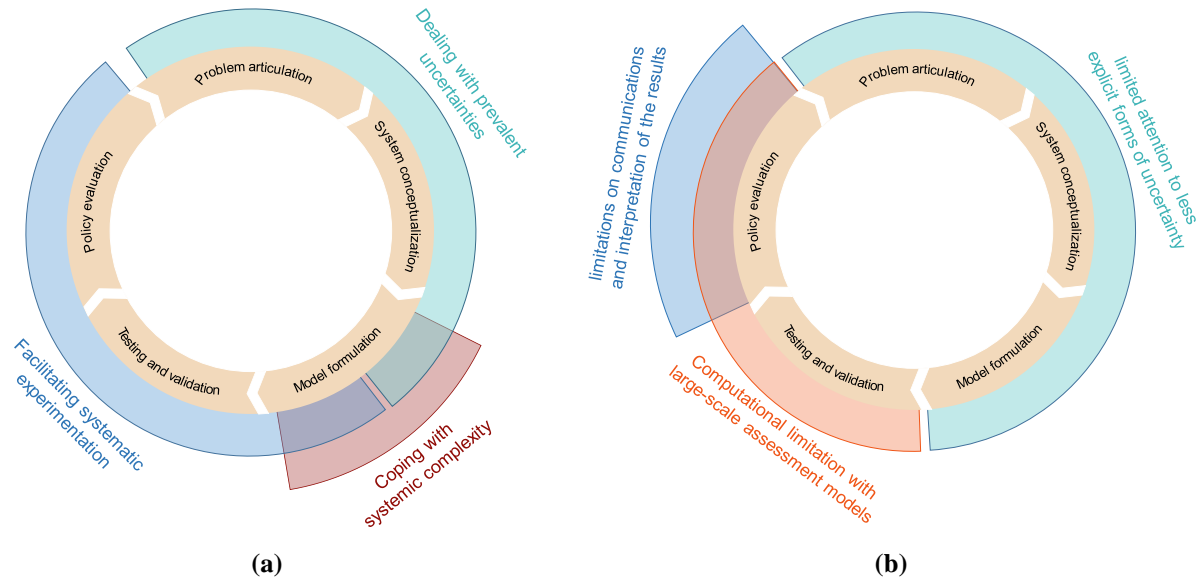 Dealing with prevalent
uncertainties
Problem articulation
System conceptualization
Model formulation
Testing and validation
Policy evaluation
Facilitating systematic
experimentation
Coping with
systemic complexity
(a)
limitations on communications
and interpretation of the results
limited attention to less
explicit forms of uncertainty
Problem articulation
System conceptualization
Model formulation
Testing and validation
Policy evaluation
Computational limitation with
large-scale assessment models
(b)